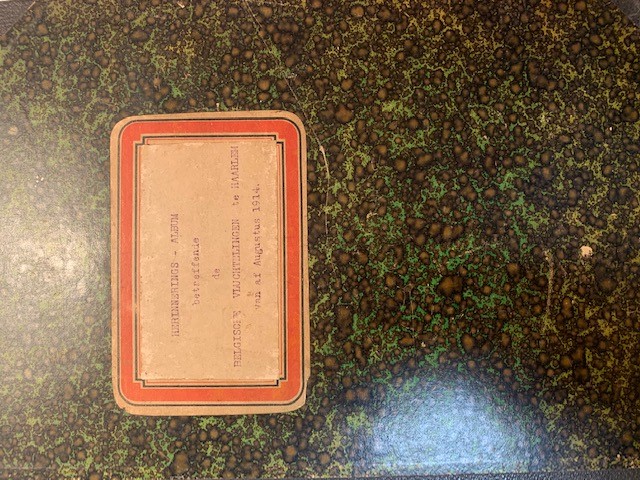 HERINNERINGS - ALBUM
betreffende
de
BELGISCHE VLUCHTELINGEN te HAARLEM
van af Augustus 1914.